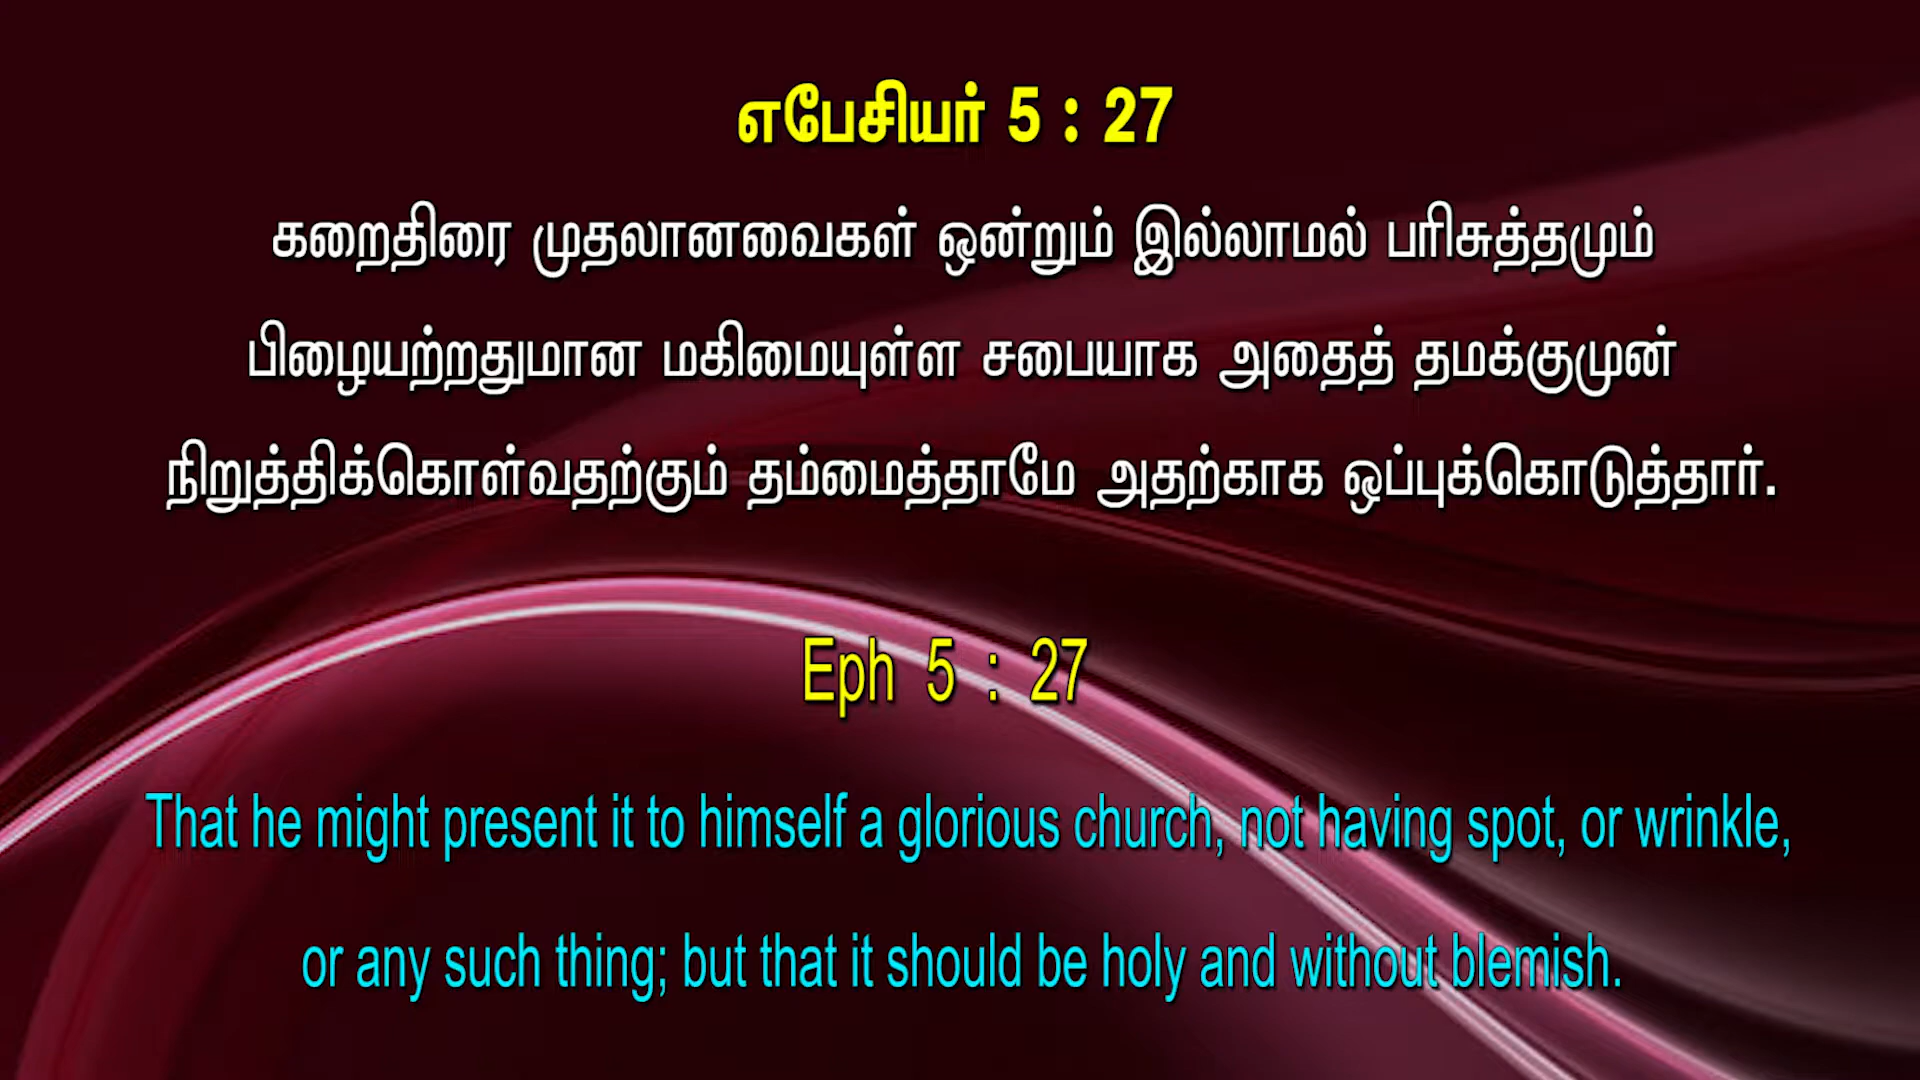 எபேசியர் 5 : 27
கறைதிரை முதலானவைகள் ஒன்றும் இல்லாமல் பரிசுத்தமும்
பிழையற்றதுமான மகிமையுள்ள சபையாக அதைத் தமக்குமுன்
நிறுத்திக்கொள்வதற்கும் தம்மைத்தாமே அதற்காக ஒப்புக்கொடுத்தார்.
Eph 5 : 27
That he might present it to himself a glorious church, not having spot, or wrinkle,
or any such thing; but that it should be holy and without blemish.